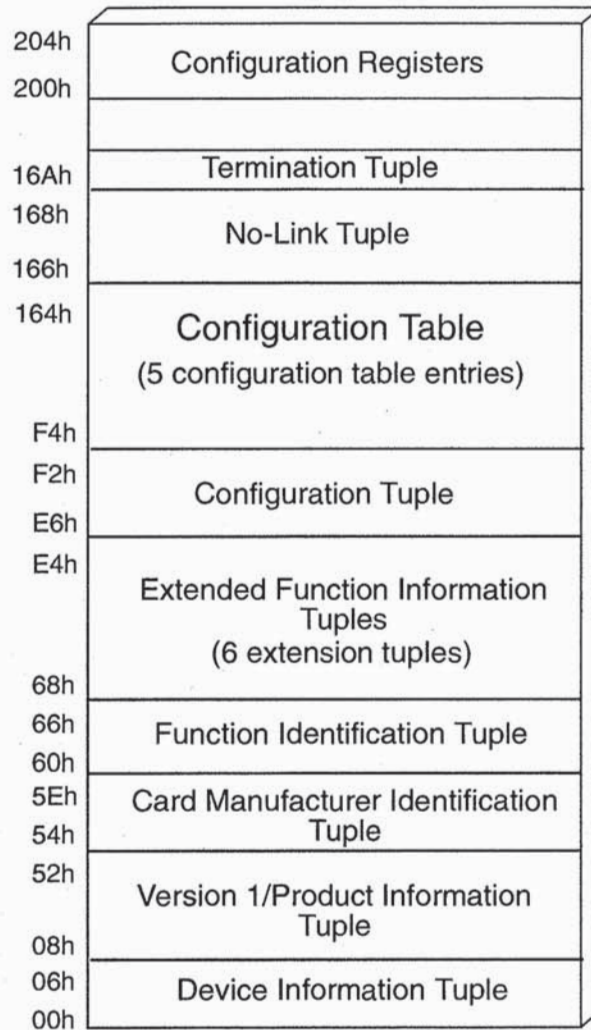 204h
Configuration Registers
200h
Termination Tuple
16Ah
168h
No-Link Tuple
166h
164h
Configuration Table
(5 configuration table entries)
F4h
F2h
Configuration Tuple
E6h
E4h
Extended Function Information
Tuples
(6 extension tuples)
68h
66h
Function Identification Tuple
60h
5Eh
Card Manufacturer Identification
Tuple
54h
52h
Version 1/Product Information
Tuple
08h
06h
Device Information Tuple
00h